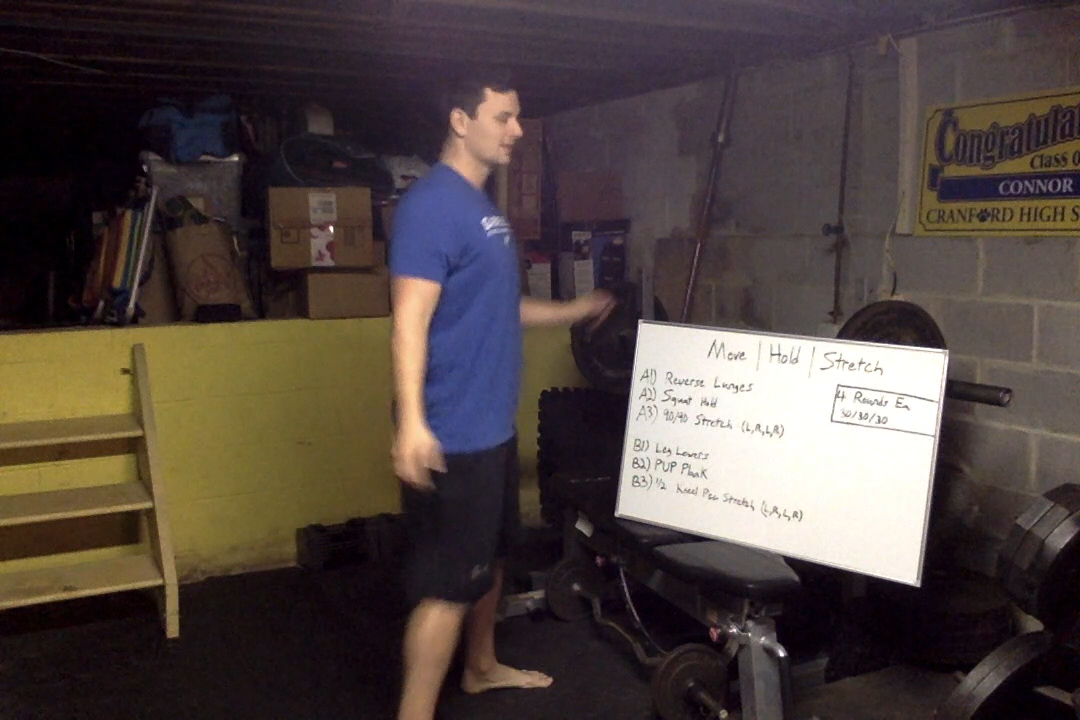 Congratula
Class
CONNOR
CRANFORD HIGH S
Move | Hold | Stretch
A1) Reverse Lunges
A2) Squat Hold
A3) 90/90 Stretch (L,R,L,R)
4 Rounds Ea
30/30/30
B1) Leg Lowers
B2) PUP Plank
B3) 1/2 Kneel Stretch (L,R,L,R)